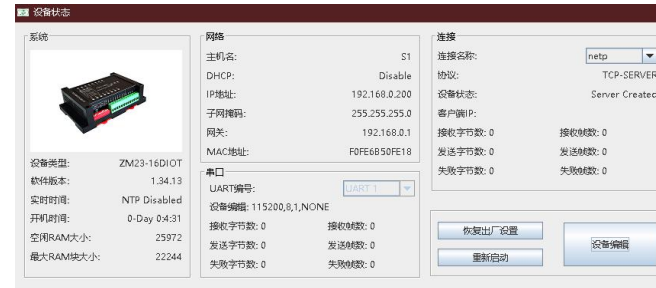 设备状态
系统
设备类型: ZM23-16DIOT
软件版本: 1.34.13
实时时间: NTP Disabled
开机时间: 0-Day 0:4:31
空闲RAM大小: 25972
最大RAM块大小: 22244
网络
主机名: S1
DHCP: Disable
IP地址: 192.168.0.200
子网掩码: 255.255.255.0
网关: 192.168.0.1
MAC地址: F0FE6B50FE18
串口
UART编号: UART 1
设备编辑: 115200,8,1,NONE
接收字节数: 0 接收帧数: 0
发送字节数: 0 发送帧数: 0
失败字节数: 0 失败帧数: 0
连接
连接名称: netp
协议: TCP-SERVER
设备状态: Server Created
客户端IP:
接收字节数: 0 接收帧数: 0
发送字节数: 0 发送帧数: 0
失败字节数: 0 失败帧数: 0
恢复出厂设置
重新启动
设备编辑